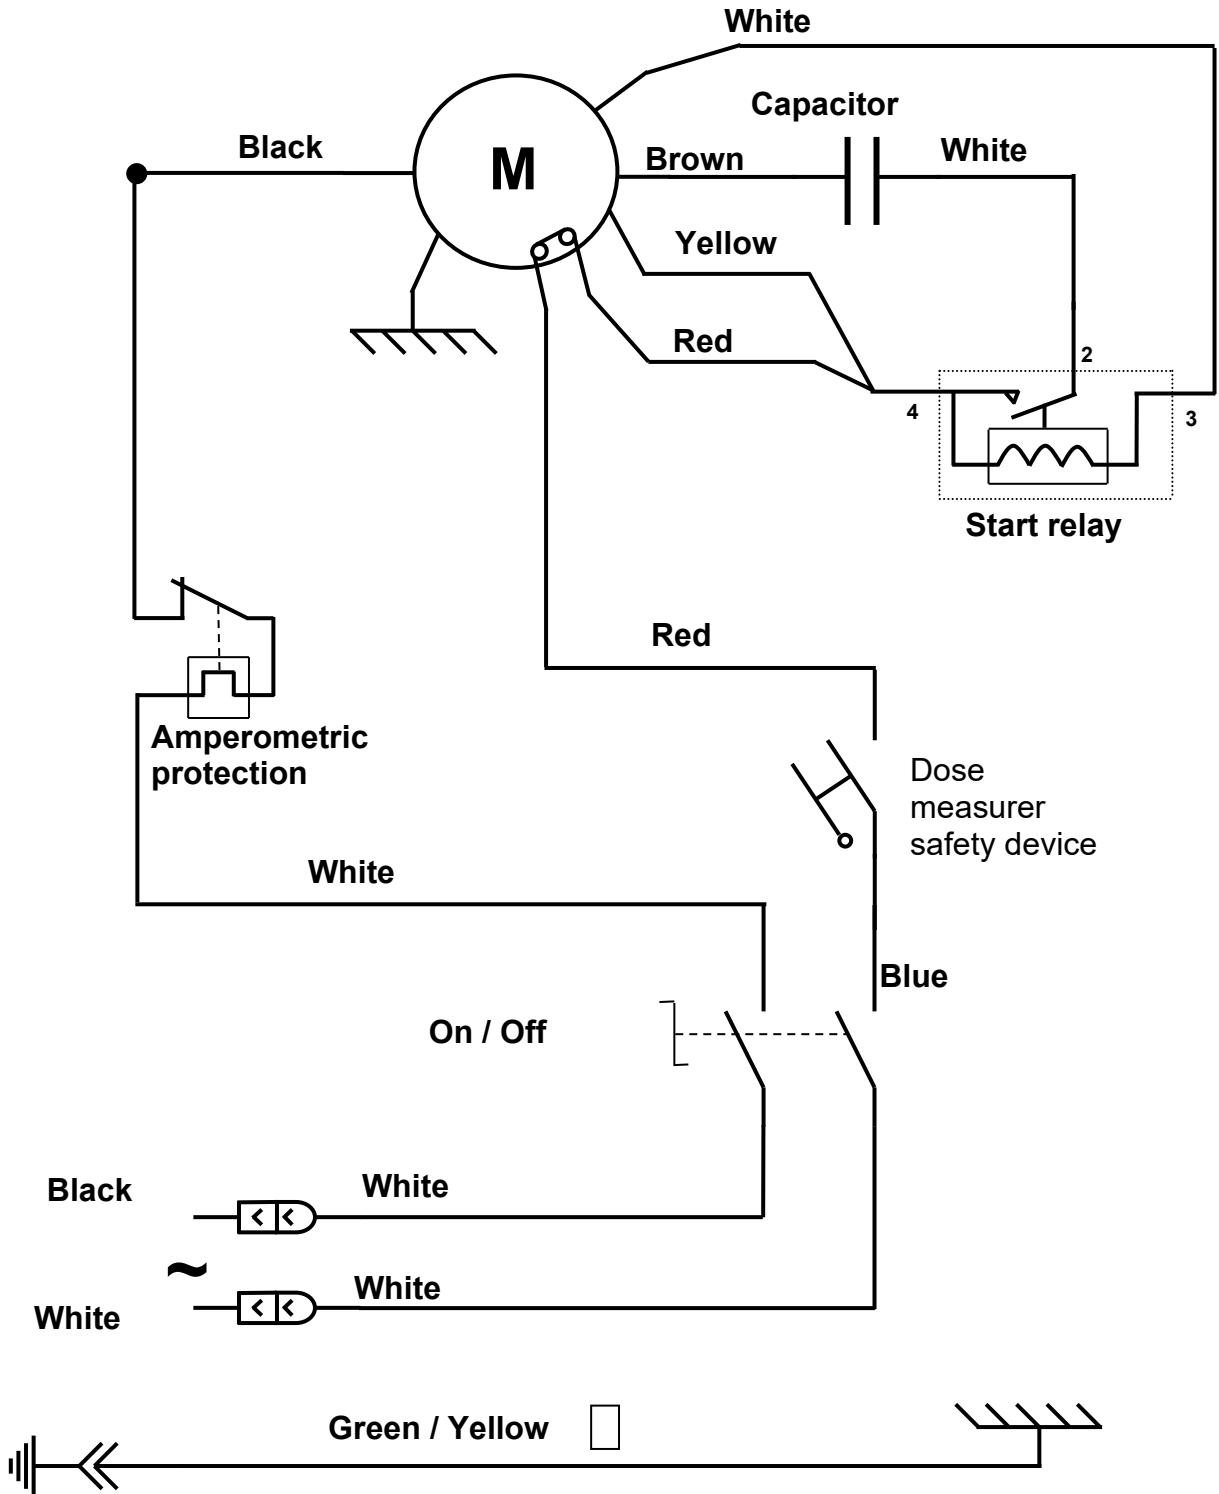 White
Capacitor
Black
M
Brown
White
Yellow
Red
2
4
3
Start relay
Red
Amperometric
protection
Dose
measurer
safety device
White
Blue
On / Off
Black
White
~
White
White
Green / Yellow